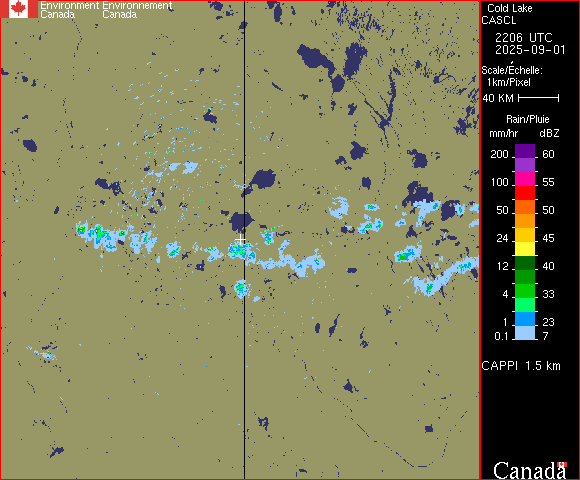 Environment Environnement
Canada Canada
Cold Lake
CASCL
2206 UTC
2025-09-01
Scale/Échelle:
1km/Pixel
40 KM
Rain/Pluie
mm/hr dBZ
200 60
55
100 55
50 50
24 45
12 40
4 33
1 23
0.1 7
CAPPI 1.5 km
Canada